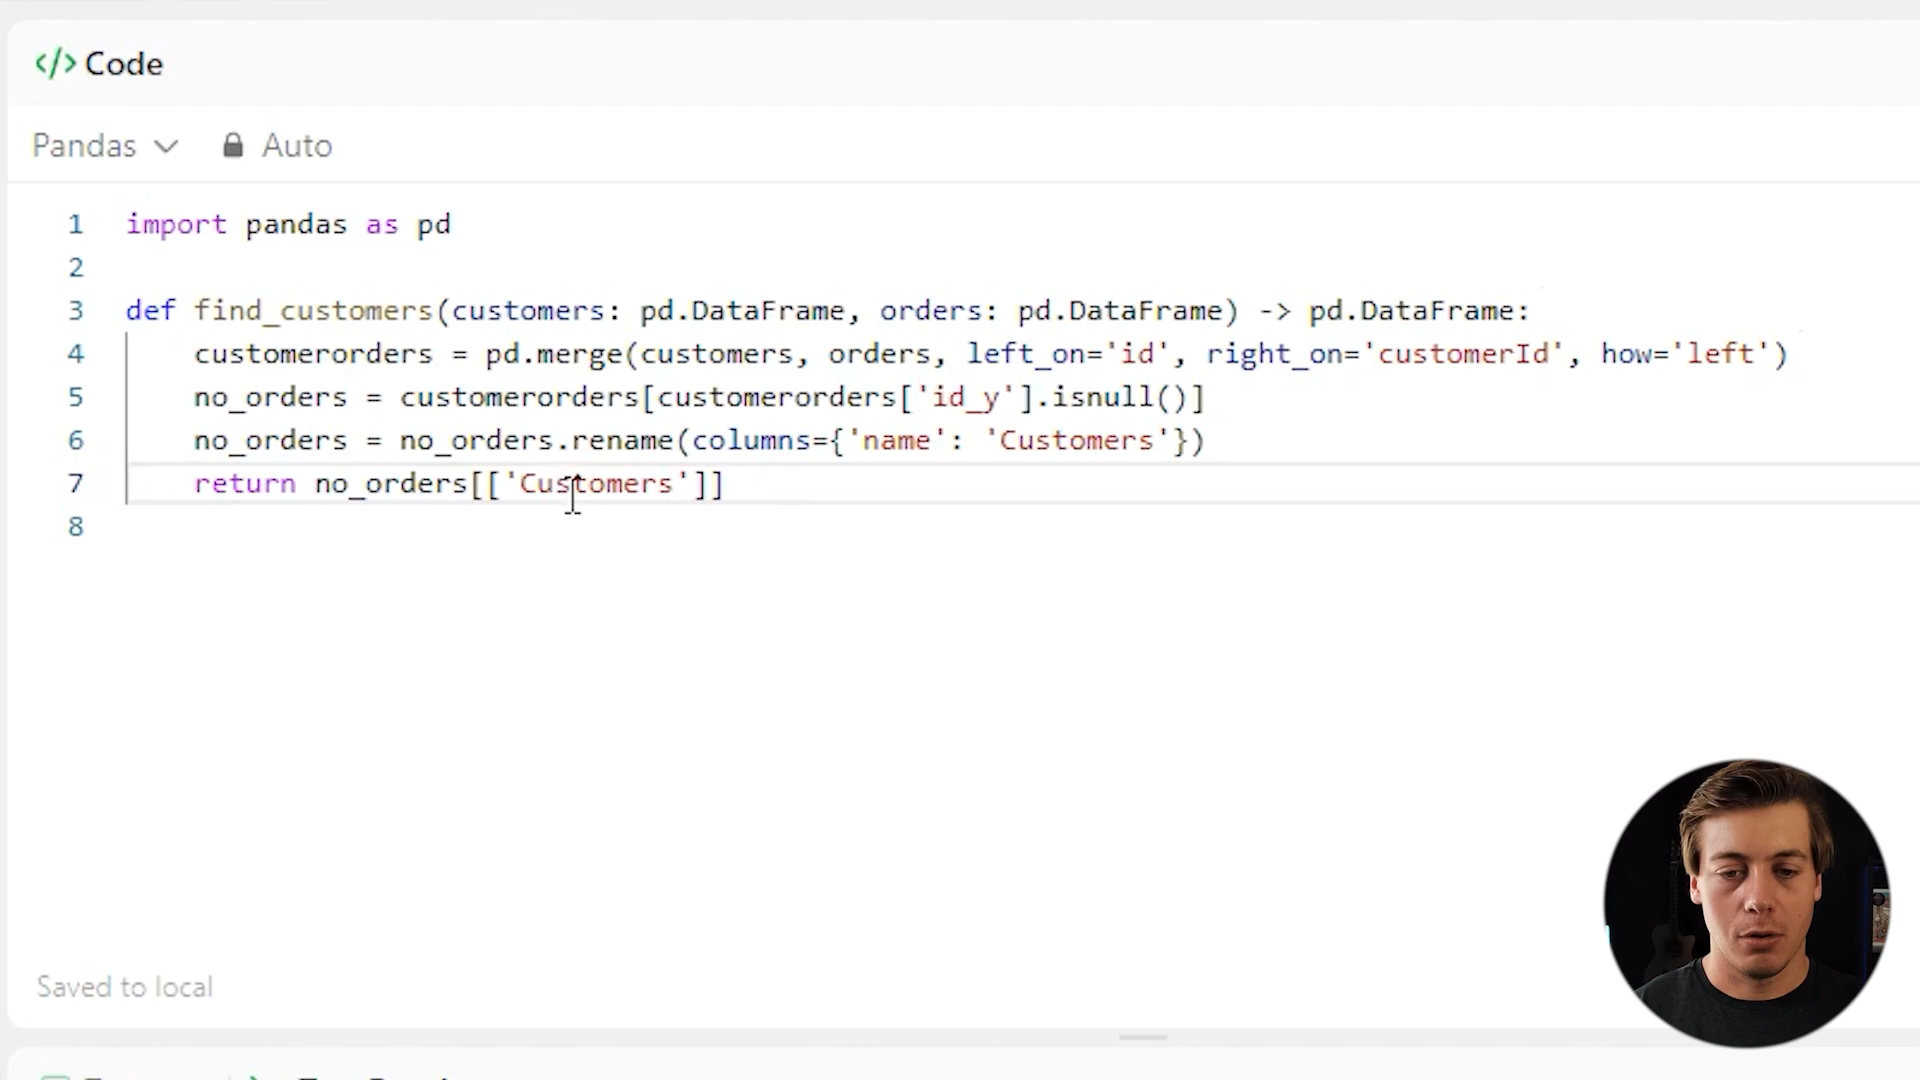 </> Code
Pandas Auto
1 import pandas as pd
2
3 def find_customers(customers: pd.DataFrame, orders: pd.DataFrame) -> pd.DataFrame:
4 customerorders = pd.merge(customers, orders, left_on='id', right_on='customerId', how='left')
5 no_orders = customerorders[customerorders['id_y'].isnull()]
6 no_orders = no_orders.rename(columns={'name': 'Customers'})
7 return no_orders[['Customers']]
8
Saved to local